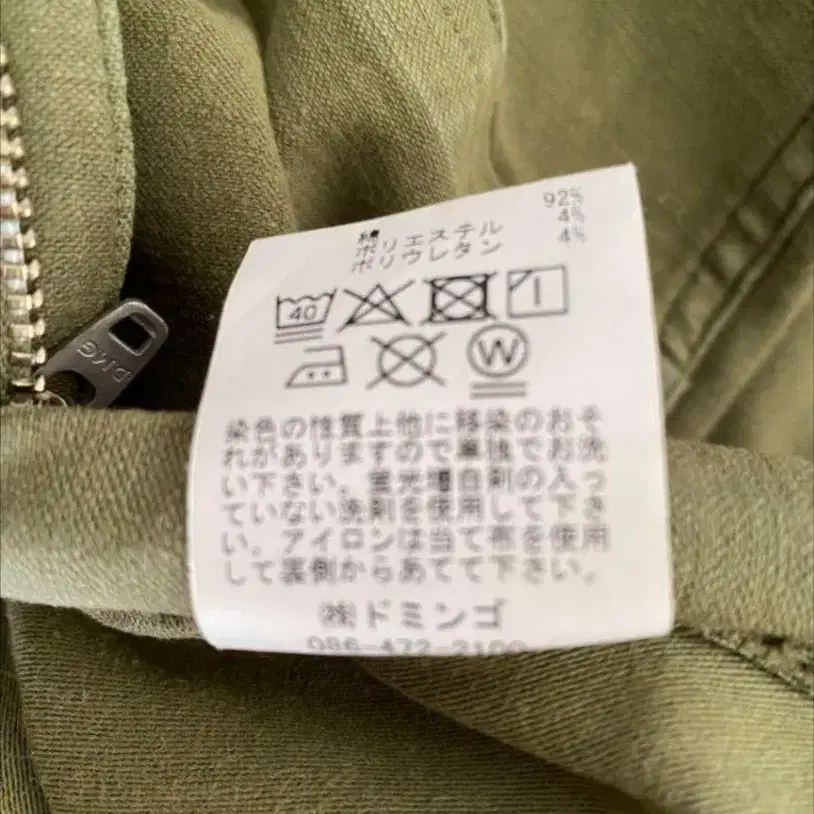 DMG
綿 92%
ポリエステル 4%
ポリウレタン 4%
40
W
染色の性質上他に移染のおそ
れがありますので単独でお洗
い下さい。蛍光増白剤の入っ
ていない洗剤を使用して下さ
い。アイロンは当て布を使用
して裏側からあてて下さい。
㈱ドミンゴ
086-472-2100